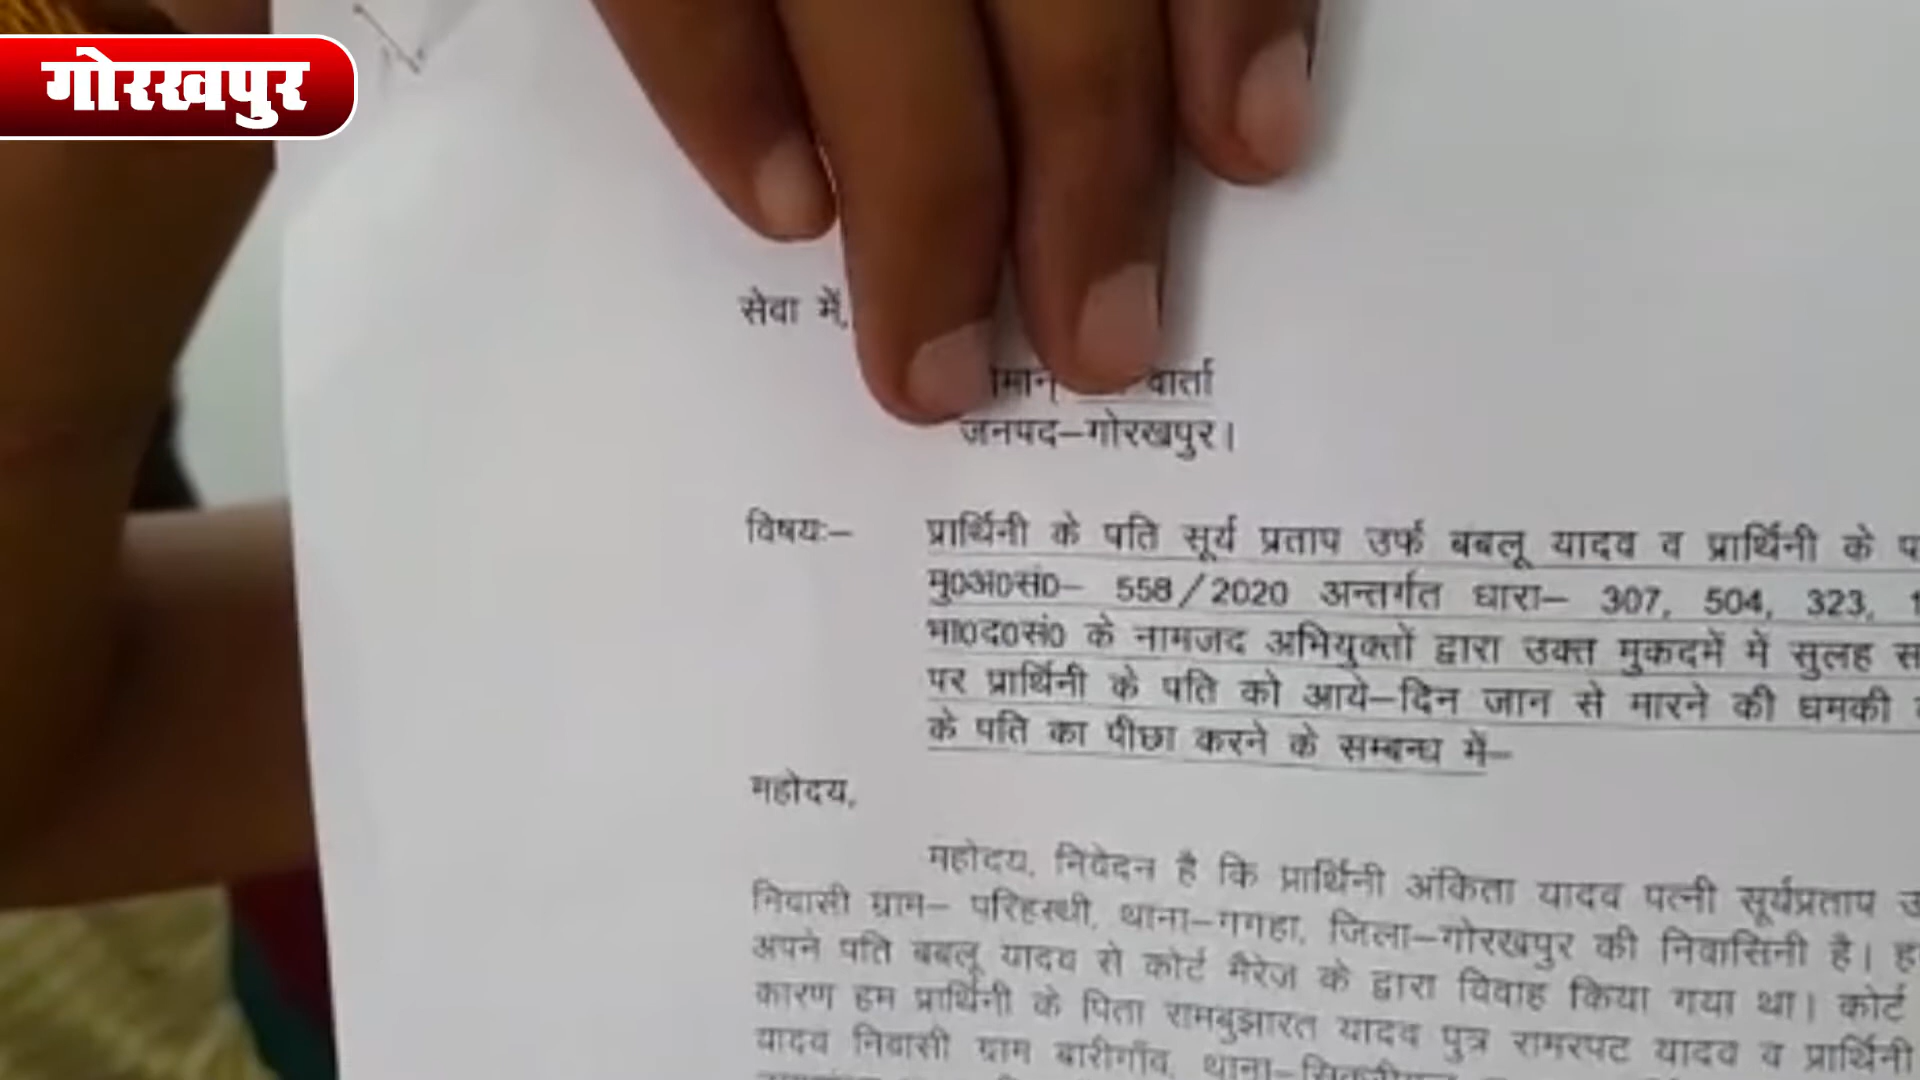 गोरखपुर
सेवा में,
वार्ता
जनपद–गोरखपुर।
विषयः– प्रार्थिनी के पति सूर्य प्रताप उर्फ बबलू यादव व प्रार्थिनी के
मु0अ0सं0– 558/2020 अन्तर्गत धारा– 307, 504, 323,
भा0द0सं0 के नामजद अभियुक्तों द्वारा उक्त मुकदमें में सुलह
पर प्रार्थिनी के पति को आये–दिन जान से मारने की धमकी
के पति का पीछा करने के सम्बन्ध में–
महोदय,
महोदय, निवेदन है कि प्रार्थिनी अंकिता यादव पत्नी सूर्यप्रताप
निवासी ग्राम– परिहस्थी, थाना–गगहा, जिला–गोरखपुर की निवासिनी है।
अपने पति बबलू यादव से कोर्ट मैरेज के द्वारा विवाह किया गया था। कोर्ट
कारण हम प्रार्थिनी के पिता रामबुझारत यादव पुत्र रामरपट यादव व प्रार्थिनी
यादव निवासी ग्राम बारीगाँव, थाना–